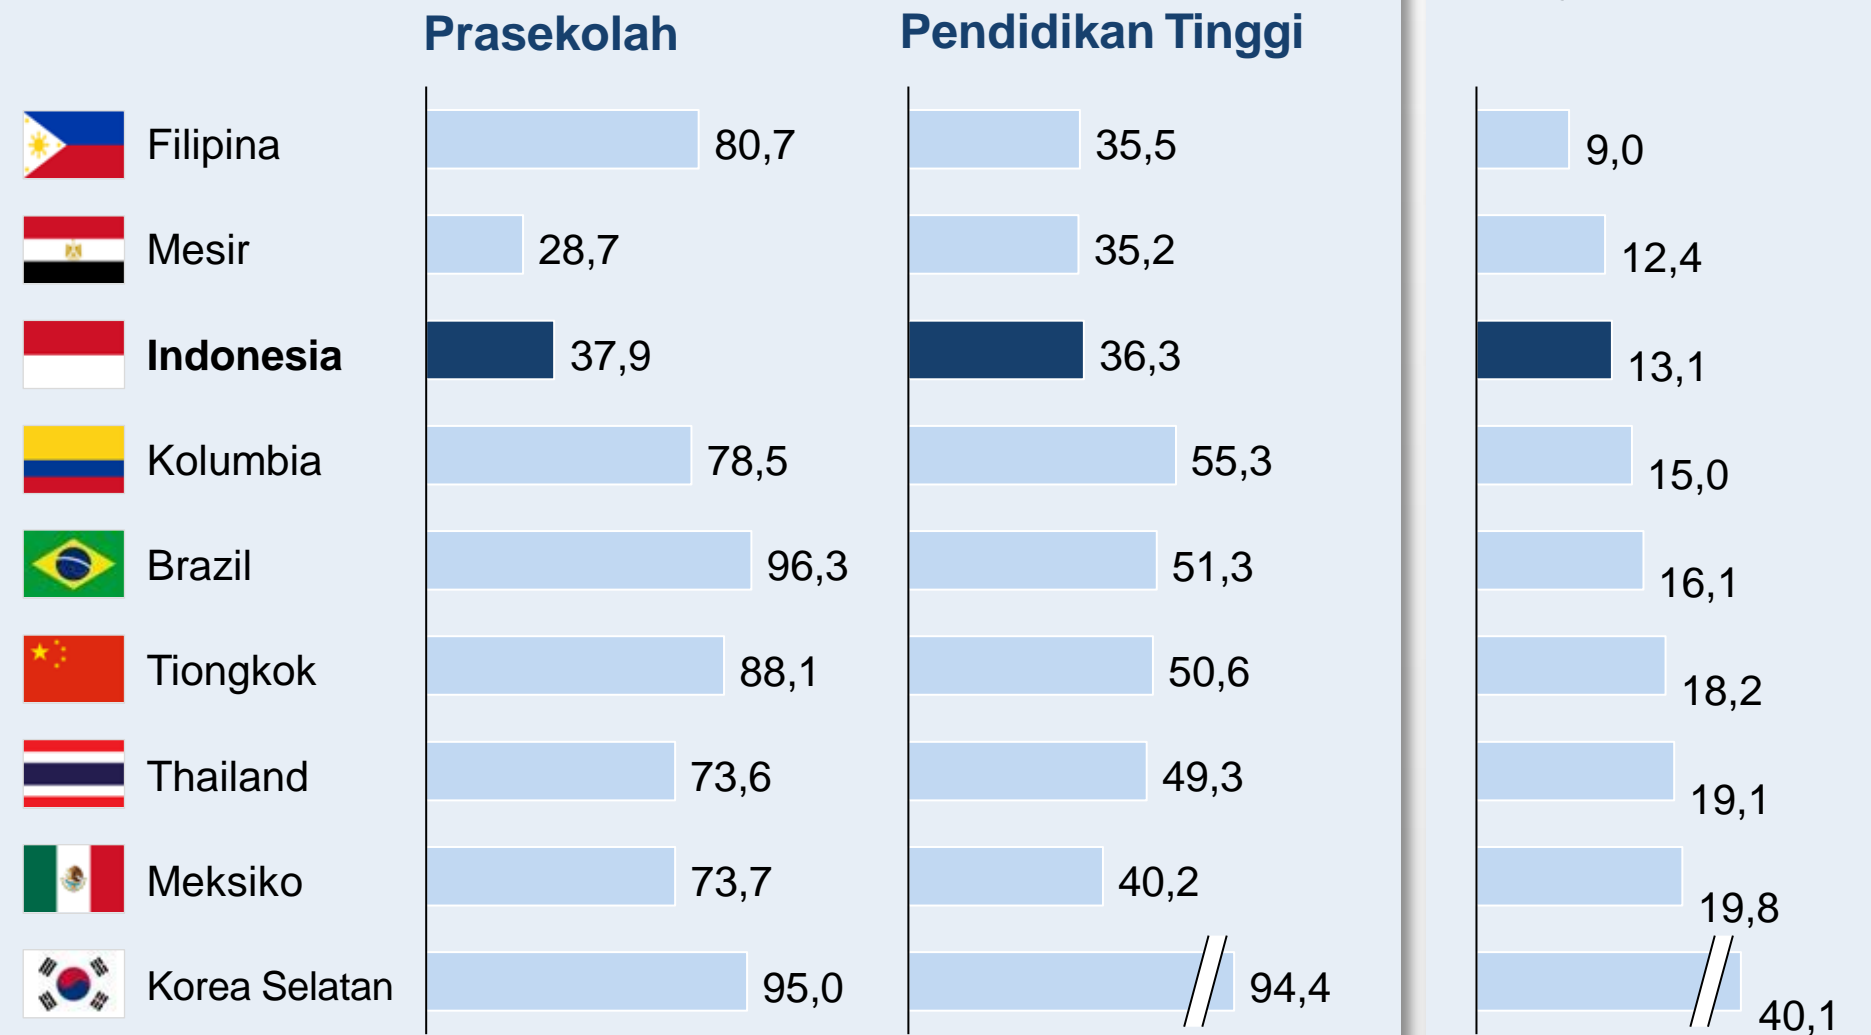 Prasekolah Pendidikan Tinggi
Filipina 80,7 35,5 9,0
Mesir 28,7 35,2 12,4
Indonesia 37,9 36,3 13,1
Kolumbia 78,5 55,3 15,0
Brazil 96,3 51,3 16,1
Tiongkok 88,1 50,6 18,2
Thailand 73,6 49,3 19,1
Meksiko 73,7 40,2 19,8
Korea Selatan 95,0 94,4 40,1